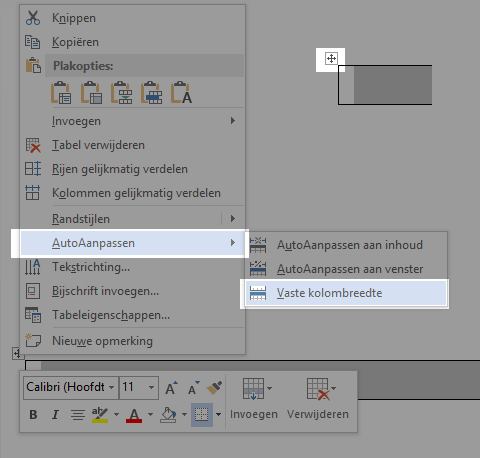 Knippen
Kopiëren
Plakopties:
A
Invoegen
Tabel verwijderen
Rijen gelijkmatig verdelen
Kolommen gelijkmatig verdelen
Randstijlen
AutoAanpassen
AutoAanpassen aan inhoud
AutoAanpassen aan venster
Vaste kolombreedte
Tekstrichting...
Bijschrift invoegen...
Tabeleigenschappen...
Nieuwe opmerking
Calibri (Hoofdt 11 A A
B I ab A Invoegen Verwijderen